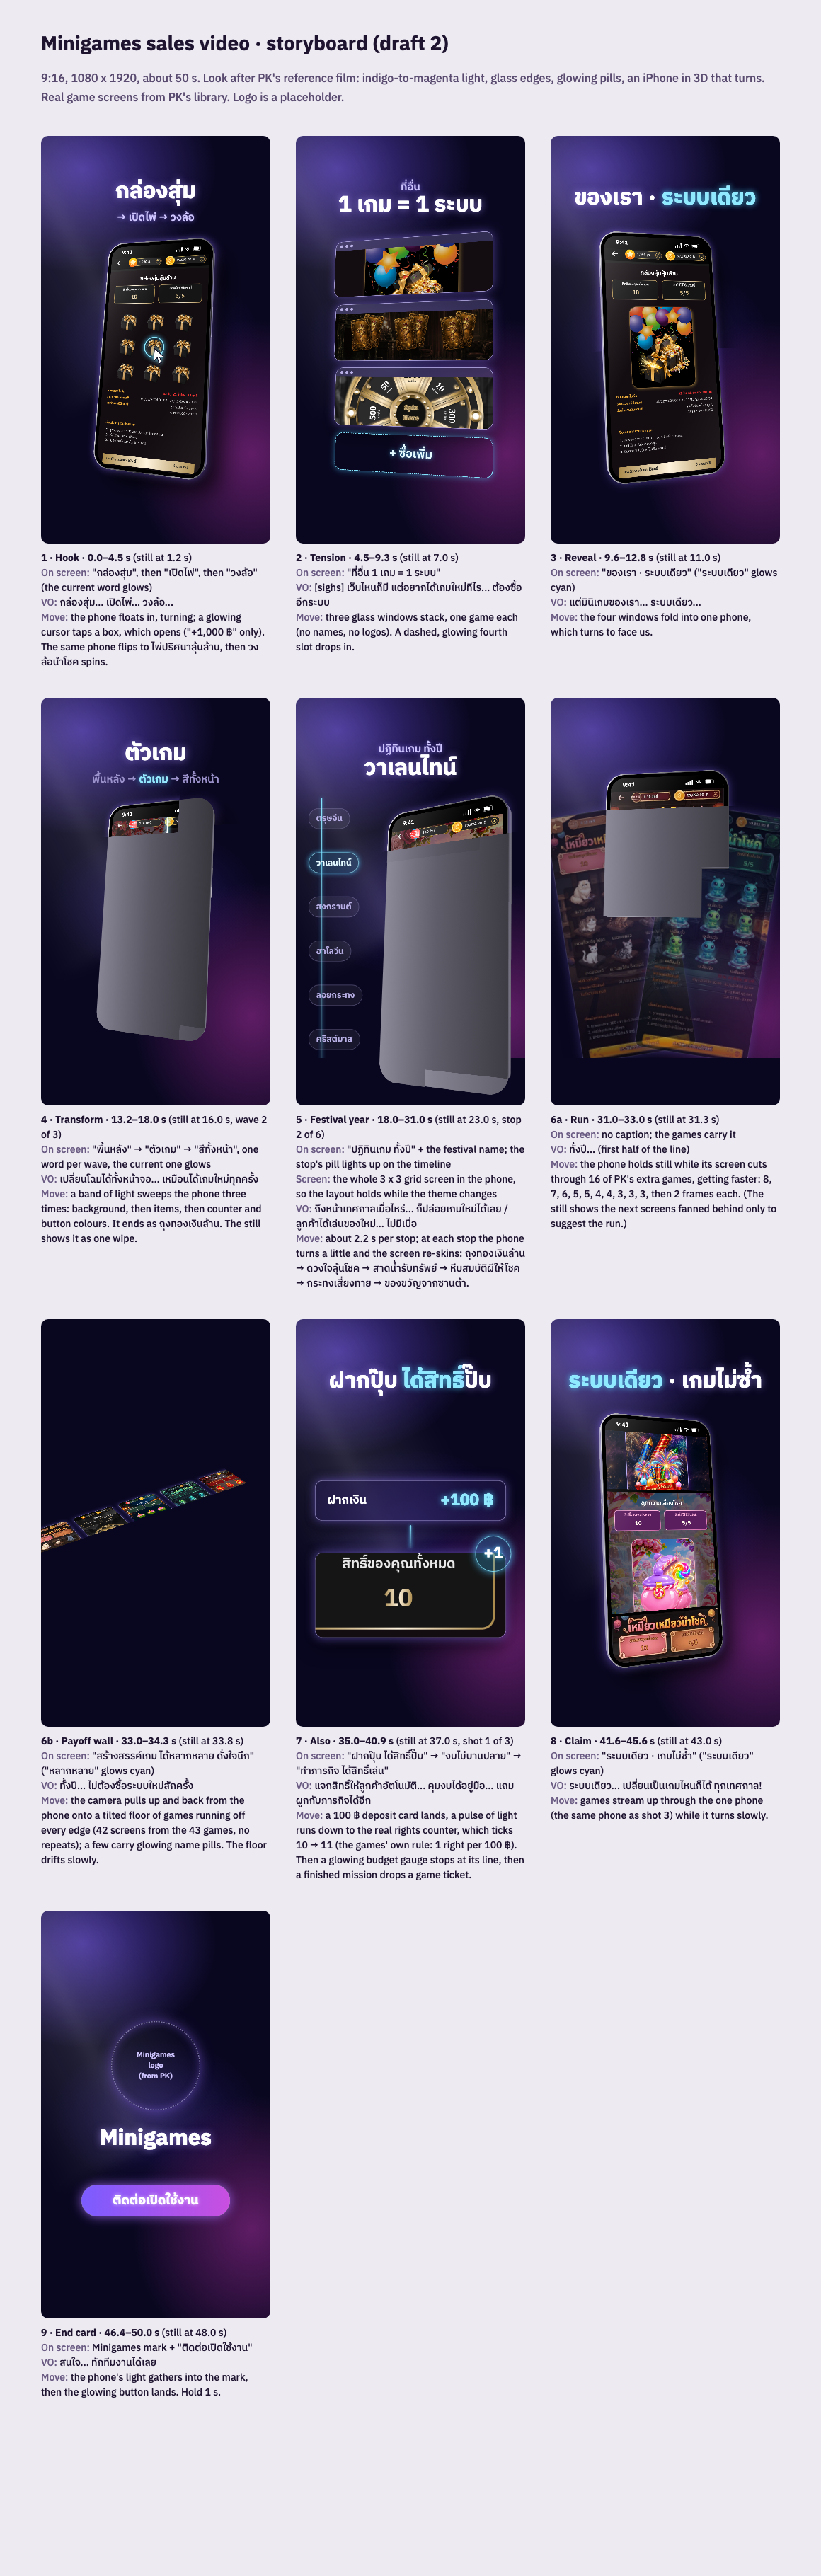 Minigames sales video · storyboard (draft 2)
9:16, 1080 x 1920, about 50 s. Look after PK's reference film: indigo-to-magenta light, glass edges, glowing pills, an iPhone in 3D that turns.
Real game screens from PK's library. Logo is a placeholder.
กล่องสุ่ม
→ เปิดไพ่ → วงล้อ
9:41
กล่องสุ่มลุ้นล้าน
10
5/5
1 · Hook · 0.0–4.5 s (still at 1.2 s)
On screen: "กล่องสุ่ม", then "เปิดไพ่", then "วงล้อ"
(the current word glows)
VO: กล่องสุ่ม... เปิดไพ่... วงล้อ...
Move: the phone floats in, turning; a glowing
cursor taps a box, which opens ("+1,000 ฿" only).
The same phone flips to ไพ่ปริศนาลุ้นล้าน, then วง
ล้อนำโชค spins.
ที่อื่น
1 เกม = 1 ระบบ
50
10
500
300
+ ซื้อเพิ่ม
2 · Tension · 4.5–9.3 s (still at 7.0 s)
On screen: "ที่อื่น 1 เกม = 1 ระบบ"
VO: [sighs] เว็บไหนก็มี แต่อยากได้เกมใหม่ทีไร... ต้องซื้อ
อีกระบบ
Move: three glass windows stack, one game each
(no names, no logos). A dashed, glowing fourth
slot drops in.
ของเรา · ระบบเดียว
9:41
กล่องสุ่มลุ้นล้าน
10
5/5
3 · Reveal · 9.6–12.8 s (still at 11.0 s)
On screen: "ของเรา · ระบบเดียว" ("ระบบเดียว" glows
cyan)
VO: แต่มินิเกมของเรา... ระบบเดียว...
Move: the four windows fold into one phone,
which turns to face us.
ตัวเกม
พื้นหลัง → ตัวเกม → สีทั้งหน้า
9:41
4 · Transform · 13.2–18.0 s (still at 16.0 s, wave 2
of 3)
On screen: "พื้นหลัง" → "ตัวเกม" → "สีทั้งหน้า", one
word per wave, the current one glows
VO: เปลี่ยนโฉมได้ทั้งหน้าจอ... เหมือนได้เกมใหม่ทุกครั้ง
Move: a band of light sweeps the phone three
times: background, then items, then counter and
button colours. It ends as ถุงทองเงินล้าน. The still
shows it as one wipe.
ปฏิทินเกม ทั้งปี
วาเลนไทน์
ตรุษจีน
วาเลนไทน์
สงกรานต์
ฮาโลวีน
ลอยกระทง
คริสต์มาส
9:41
5 · Festival year · 18.0–31.0 s (still at 23.0 s, stop
2 of 6)
On screen: "ปฏิทินเกม ทั้งปี" + the festival name; the
stop's pill lights up on the timeline
Screen: the whole 3 x 3 grid screen in the phone,
so the layout holds while the theme changes
VO: ถึงหน้าเทศกาลเมื่อไหร่... ก็ปล่อยเกมใหม่ได้เลย /
ลูกค้าได้เล่นของใหม่... ไม่มีเบื่อ
Move: about 2.2 s per stop; at each stop the phone
turns a little and the screen re-skins: ถุงทองเงินล้าน
→ ดวงใจลุ้นโชค → สาดน้ำรับทรัพย์ → หีบสมบัติผีให้โชค
→ กระทงเสี่ยงทาย → ของขวัญจากซานต้า.
9:41
6a · Run · 31.0–33.0 s (still at 31.3 s)
On screen: no caption; the games carry it
VO: ทั้งปี... (first half of the line)
Move: the phone holds still while its screen cuts
through 16 of PK's extra games, getting faster: 8,
7, 6, 5, 5, 4, 4, 3, 3, 3, then 2 frames each. (The
still shows the next screens fanned behind only to
suggest the run.)
6b · Payoff wall · 33.0–34.3 s (still at 33.8 s)
On screen: "สร้างสรรค์เกม ได้หลากหลาย ดั่งใจนึก"
("หลากหลาย" glows cyan)
VO: ทั้งปี... ไม่ต้องซื้อระบบใหม่สักครั้ง
Move: the camera pulls up and back from the
phone onto a tilted floor of games running off
every edge (42 screens from the 43 games, no
repeats); a few carry glowing name pills. The floor
drifts slowly.
ฝากปุ๊บ ได้สิทธิ์ปั๊บ
ฝากเงิน
+100 ฿
+1
สิทธิ์ของคุณทั้งหมด
10
7 · Also · 35.0–40.9 s (still at 37.0 s, shot 1 of 3)
On screen: "ฝากปุ๊บ ได้สิทธิ์ปั๊บ" → "งบไม่บานปลาย" →
"ทำภารกิจ ได้สิทธิ์เล่น"
VO: แจกสิทธิ์ให้ลูกค้าอัตโนมัติ... คุมงบได้อยู่มือ... แถม
ผูกกับภารกิจได้อีก
Move: a 100 ฿ deposit card lands, a pulse of light
runs down to the real rights counter, which ticks
10 → 11 (the games' own rule: 1 right per 100 ฿).
Then a glowing budget gauge stops at its line, then
a finished mission drops a game ticket.
ระบบเดียว · เกมไม่ซ้ำ
9:41
10
5/5
เหมียวเหมียวนำโชค
8 · Claim · 41.6–45.6 s (still at 43.0 s)
On screen: "ระบบเดียว · เกมไม่ซ้ำ" ("ระบบเดียว"
glows cyan)
VO: ระบบเดียว... เปลี่ยนเป็นเกมไหนก็ได้ ทุกเทศกาล!
Move: games stream up through the one phone
(the same phone as shot 3) while it turns slowly.
Minigames
logo
(from PK)
Minigames
ติดต่อเปิดใช้งาน
9 · End card · 46.4–50.0 s (still at 48.0 s)
On screen: Minigames mark + "ติดต่อเปิดใช้งาน"
VO: สนใจ... ทักทีมงานได้เลย
Move: the phone's light gathers into the mark,
then the glowing button lands. Hold 1 s.